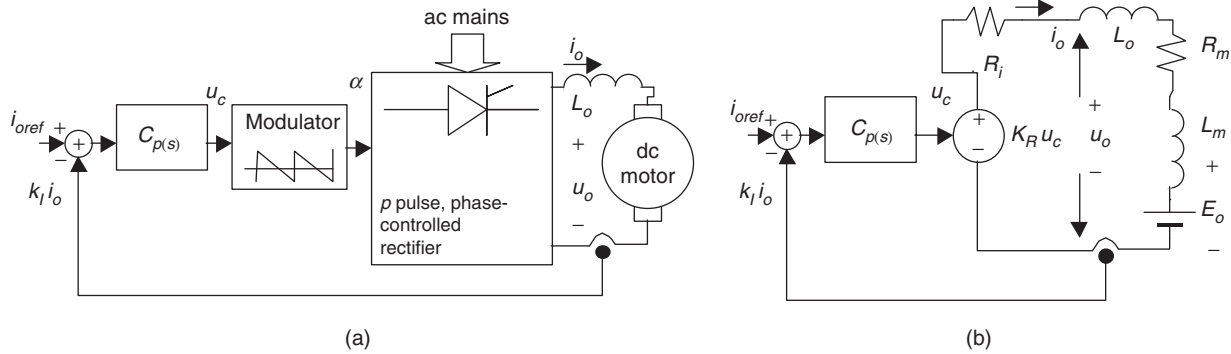 ac mains
i_o
u_c
α
L_o
i_oref
+
−
+
C_p(s)
Modulator
+
u_o
−
dc
motor
k_I i_o
p pulse, phase-
controlled
rectifier
(a)
i_o
L_o
R_m
R_i
u_c
i_oref
+
−
+
C_p(s)
+
−
K_R u_c
+
u_o
−
L_m
+
E_o
−
k_I i_o
(b)